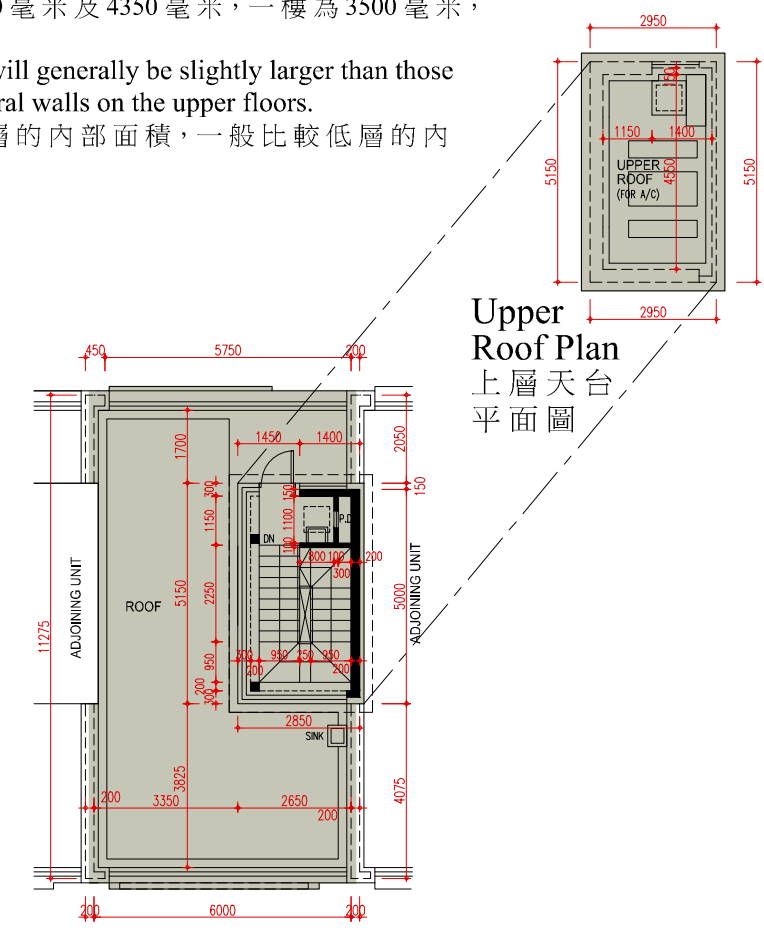 毫米及4350毫米，一樓為3500毫米，
will generally be slightly larger than those
ral walls on the upper floors.
層的內部面積，一般比較低層的內
2950
150
1150
1400
5150
4550
5150
UPPER
ROOF
(FOR A/C)
2950
Upper
Roof Plan
上層天台
平面圖
450
5750
200
1700
1450
1400
2050
300
150
150
1150
1100
P.D
DN
100
800
100
200
300
ADJOINING UNIT
ROOF
5150
2250
5000
ADJOINING UNIT
11275
950
300
950
250
950
200
200
200
300
2850
SINK
3825
4075
200
3350
2650
200
200
6000
200